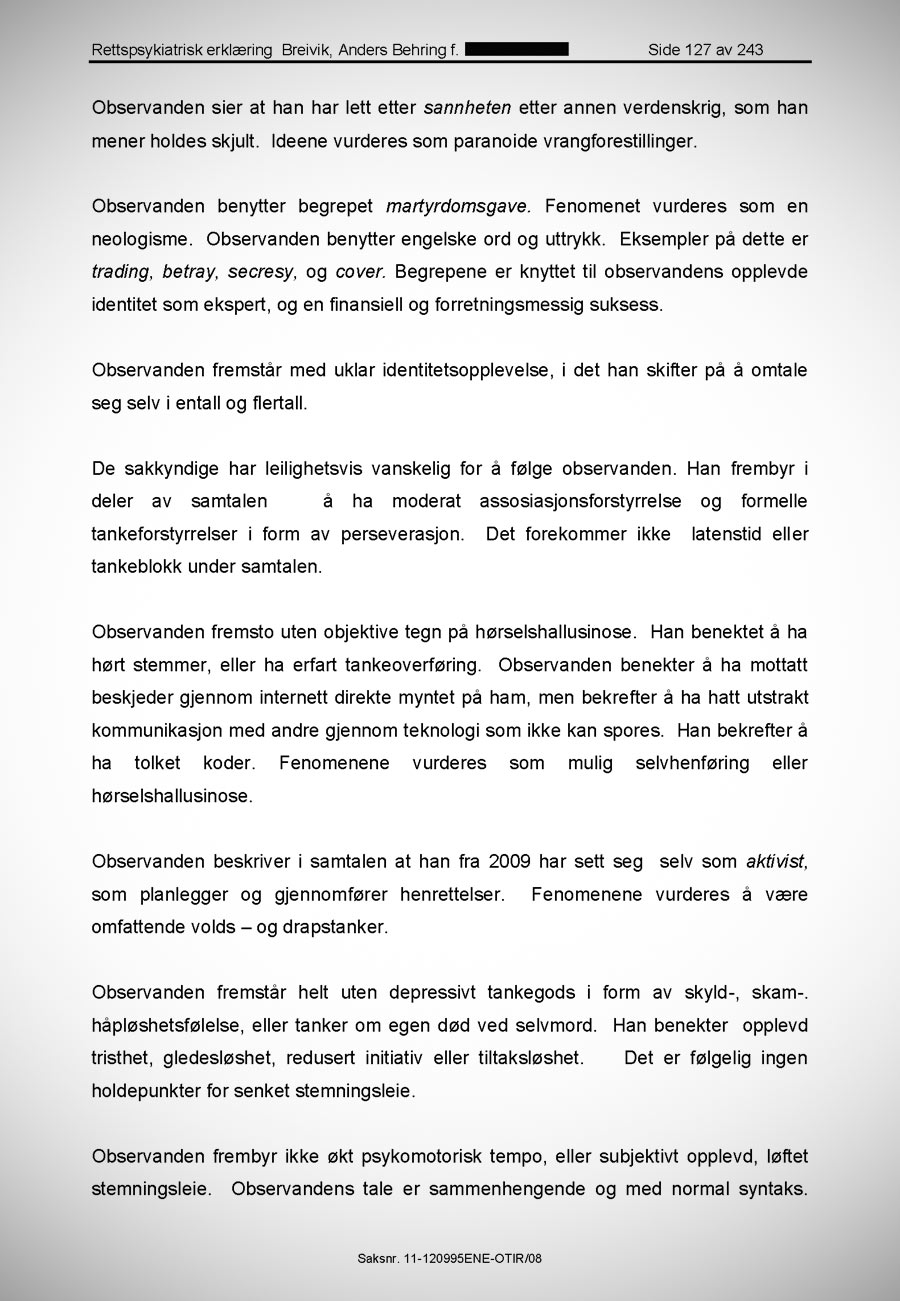 Rettspsykiatrisk erklæring Breivik, Anders Behring f. Side 127 av 243
Observanden sier at han har lett etter sannheten etter annen verdenskrig, som han
mener holdes skjult. Ideene vurderes som paranoide vrangforestillinger.
Observanden benytter begrepet martyrdomsgave. Fenomenet vurderes som en
neologisme. Observanden benytter engelske ord og uttrykk. Eksempler på dette er
trading, betray, secresy, og cover. Begrepene er knyttet til observandens opplevde
identitet som ekspert, og en finansiell og forretningsmessig suksess.
Observanden fremstår med uklar identitetsopplevelse, i det han skifter på å omtale
seg selv i entall og flertall.
De sakkyndige har leilighetsvis vanskelig for å følge observanden. Han frembyr i
deler av samtalen å ha moderat assosiasjonsforstyrrelse og formelle
tankeforstyrrelser i form av perseverasjon. Det forekommer ikke latenstid eller
tankeblokk under samtalen.
Observanden fremsto uten objektive tegn på hørselshallusinose. Han benektet å ha
hørt stemmer, eller ha erfart tankeoverføring. Observanden benekter å ha mottatt
beskjeder gjennom internett direkte myntet på ham, men bekrefter å ha hatt utstrakt
kommunikasjon med andre gjennom teknologi som ikke kan spores. Han bekrefter å
ha tolket koder. Fenomenene vurderes som mulig selvhenføring eller
hørselshallusinose.
Observanden beskriver i samtalen at han fra 2009 har sett seg selv som aktivist,
som planlegger og gjennomfører henrettelser. Fenomenene vurderes å være
omfattende volds – og drapstanker.
Observanden fremstår helt uten depressivt tankegods i form av skyld-, skam-.
håpløshetsfølelse, eller tanker om egen død ved selvmord. Han benekter opplevd
tristhet, gledesløshet, redusert initiativ eller tiltaksløshet. Det er følgelig ingen
holdepunkter for senket stemningsleie.
Observanden frembyr ikke økt psykomotorisk tempo, eller subjektivt opplevd, løftet
stemningsleie. Observandens tale er sammenhengende og med normal syntaks.
Saksnr. 11-120995ENE-OTIR/08